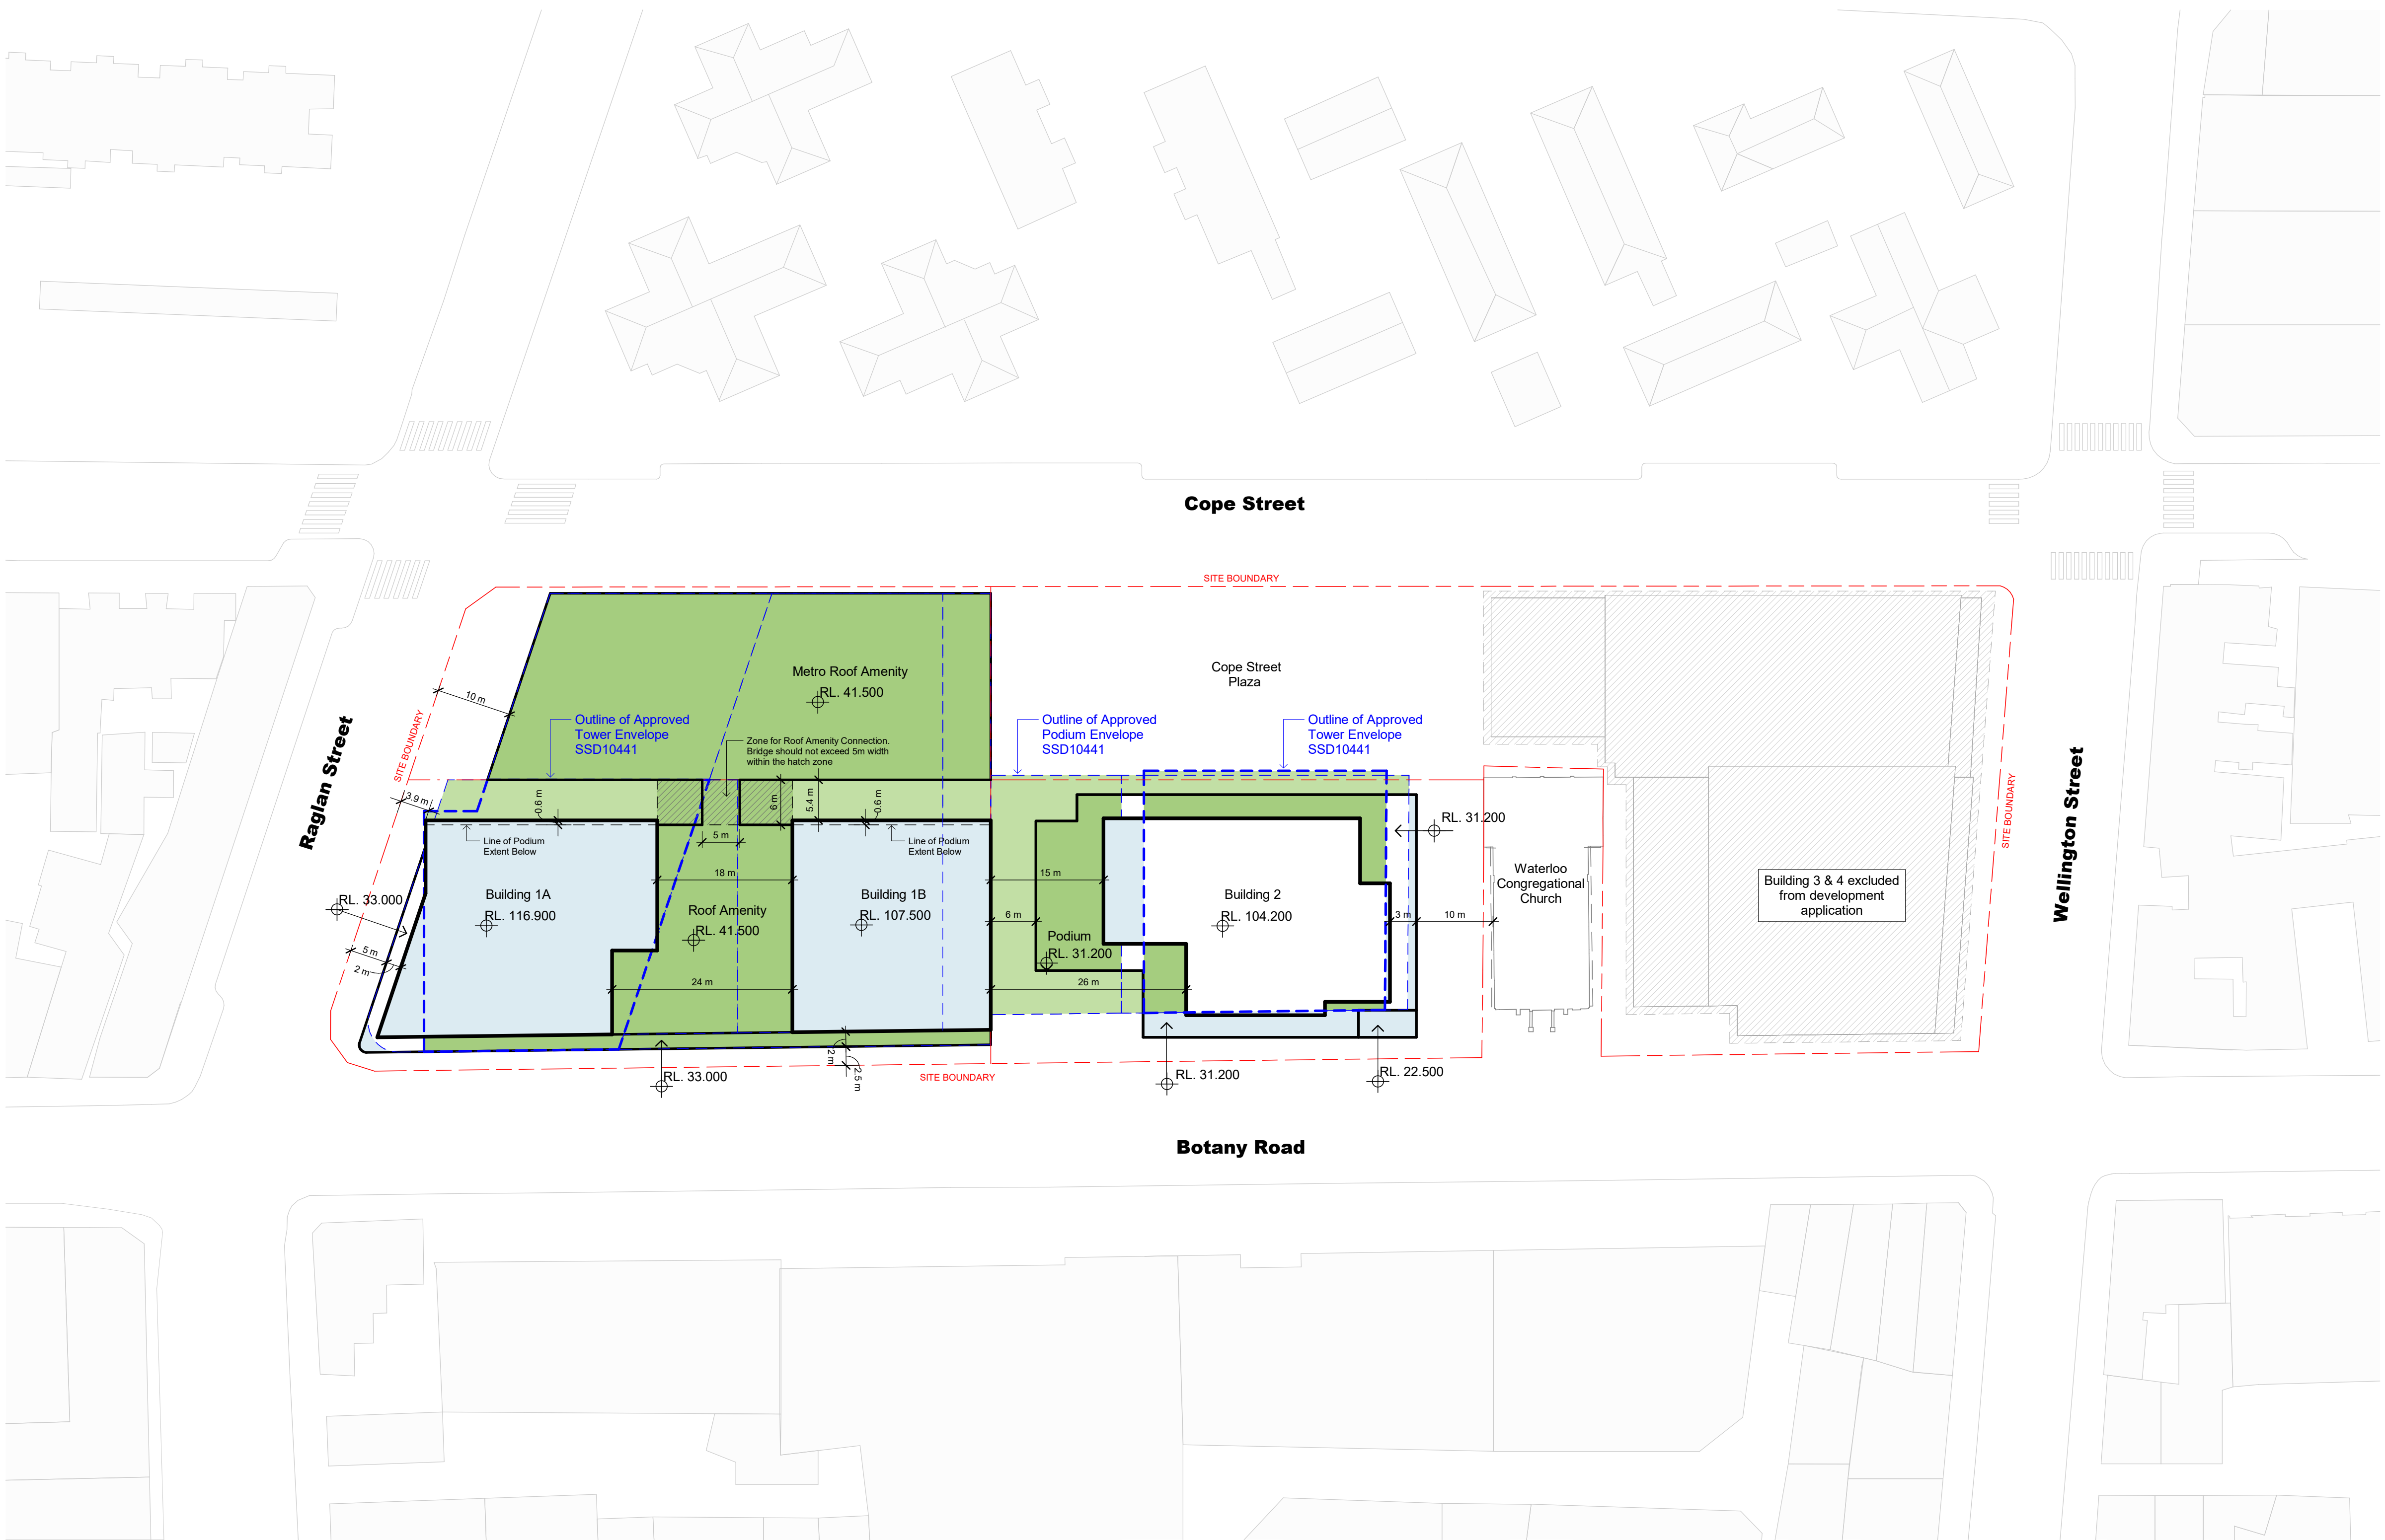 Cope Street
SITE BOUNDARY
Metro Roof Amenity
RL. 41.500
Cope Street
Plaza
10 m
SITE BOUNDARY
Raglan Street
Outline of Approved
Tower Envelope
SSD10441
Zone for Roof Amenity Connection.
Bridge should not exceed 5m width
within the hatch zone
Outline of Approved
Podium Envelope
SSD10441
Outline of Approved
Tower Envelope
SSD10441
3.9 m
0.6 m
6 m
5.4 m
0.6 m
Line of Podium
Extent Below
5 m
Line of Podium
Extent Below
RL. 31.200
SITE BOUNDARY
Wellington Street
18 m
15 m
Building 1A
RL. 116.900
Roof Amenity
RL. 41.500
Building 1B
RL. 107.500
Building 2
RL. 104.200
Waterloo
Congregational
Church
Building 3 & 4 excluded
from development
application
RL. 33.000
6 m
3 m
10 m
Podium
RL. 31.200
5 m
2 m
24 m
26 m
2 m
2.5 m
RL. 33.000
SITE BOUNDARY
RL. 31.200
RL. 22.500
Botany Road